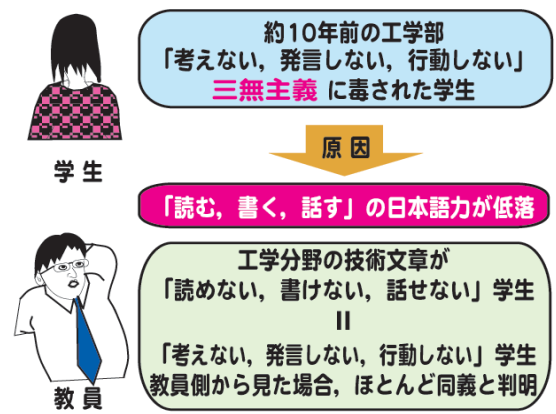 約10年前の工学部
「考えない，発言しない，行動しない」
三無主義 に毒された学生
学生
原因
「読む，書く，話す」の日本語力が低落
工学分野の技術文章が
「読めない，書けない，話せない」学生
＝
「考えない，発言しない，行動しない」学生
教員側から見た場合，ほとんど同義と判明
教員